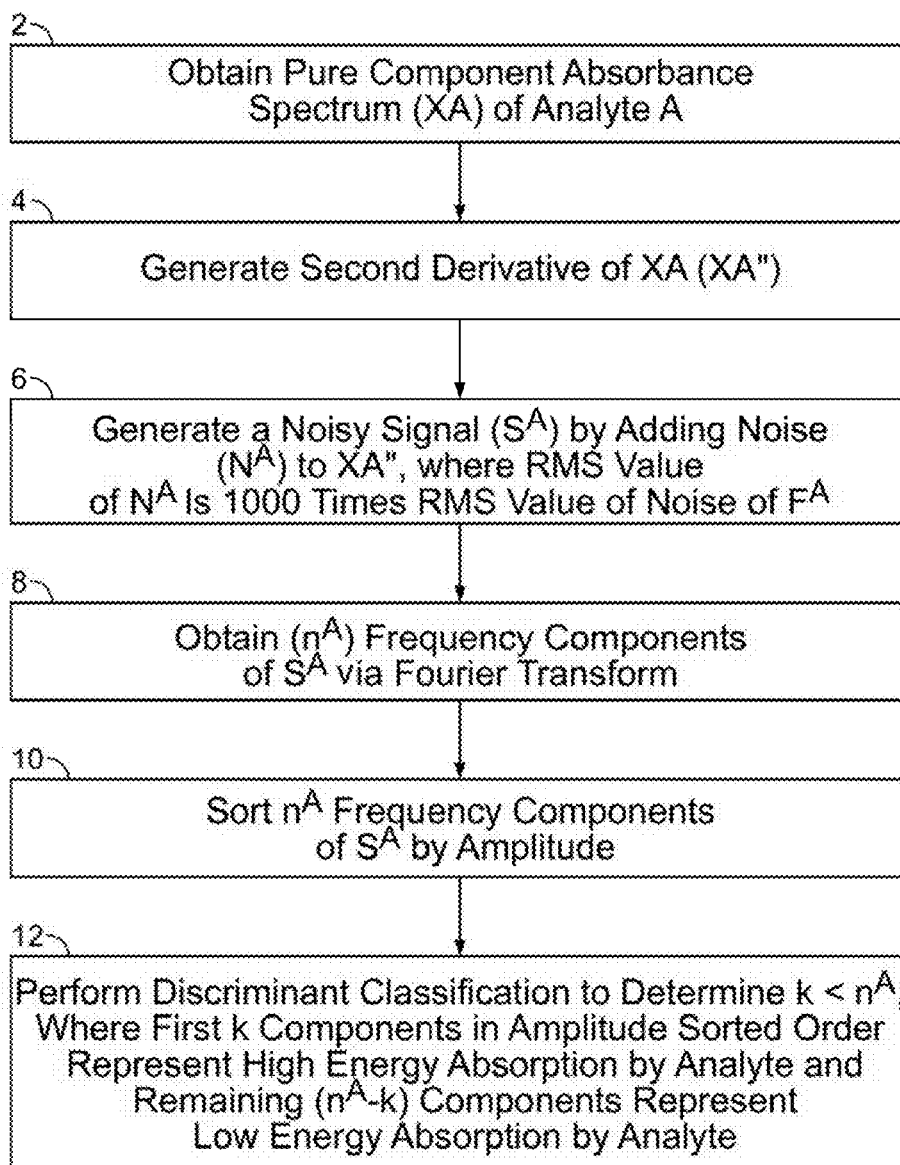 2
Obtain Pure Component Absorbance
Spectrum (XA) of Analyte A
4
Generate Second Derivative of XA (XA")
6
Generate a Noisy Signal (S^A) by Adding Noise
(N^A) to XA", where RMS Value
of N^A Is 1000 Times RMS Value of Noise of F^A
8
Obtain (n^A) Frequency Components
of S^A via Fourier Transform
10
Sort n^A Frequency Components
of S^A by Amplitude
12
Perform Discriminant Classification to Determine k < n^A,
Where First k Components in Amplitude Sorted Order
Represent High Energy Absorption by Analyte and
Remaining (n^A-k) Components Represent
Low Energy Absorption by Analyte